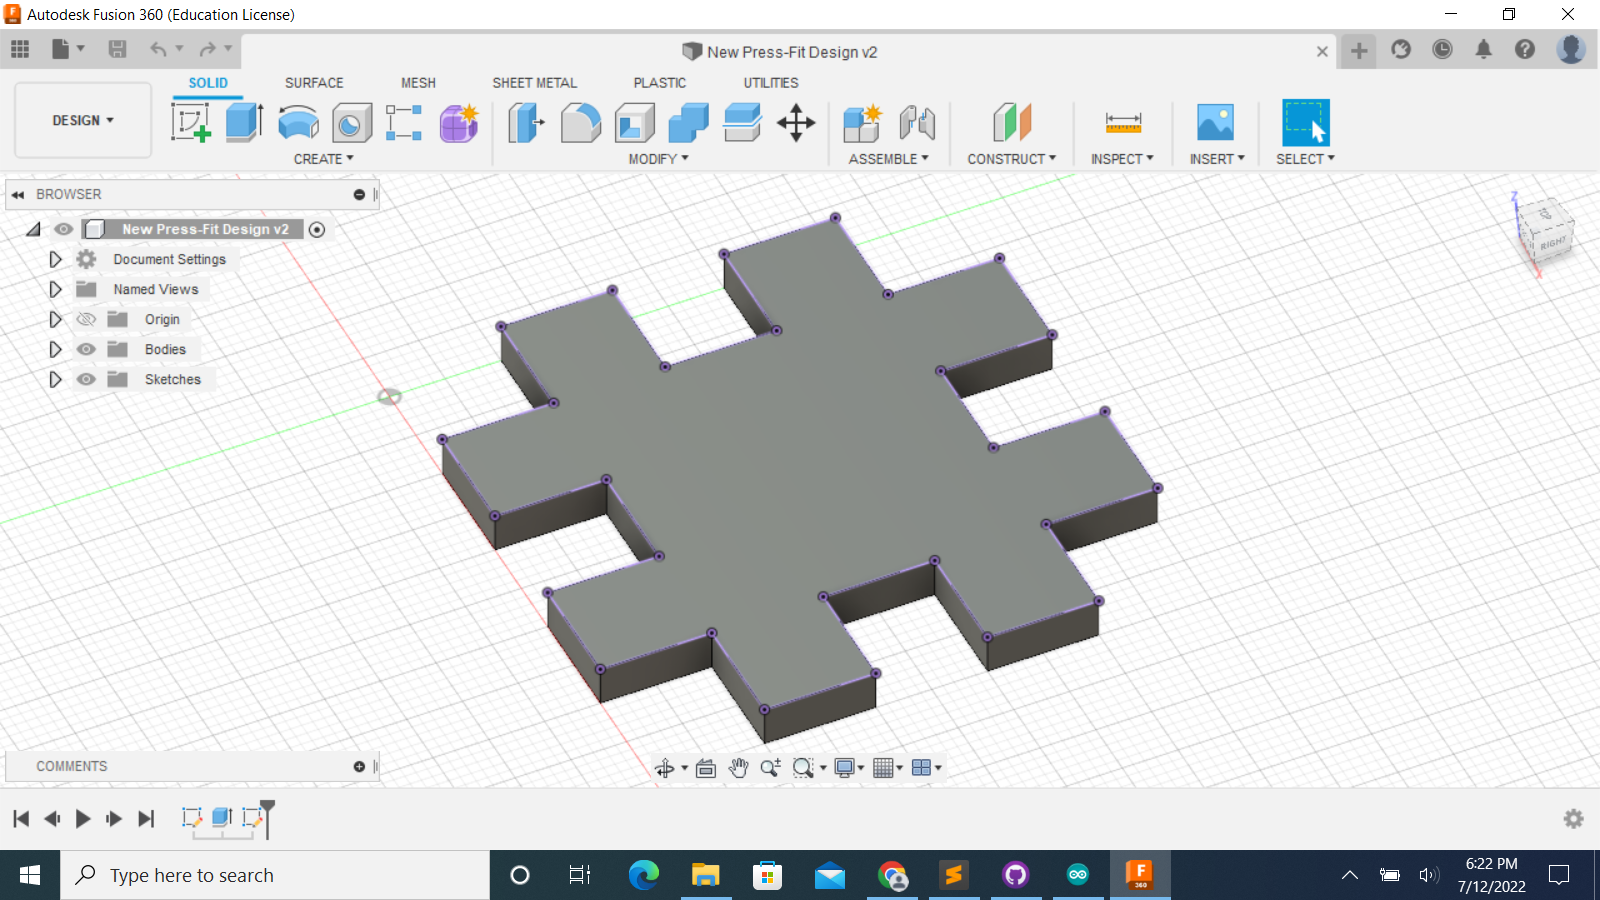 Autodesk Fusion 360 (Education License)
New Press-Fit Design v2
SOLID SURFACE MESH SHEET METAL PLASTIC UTILITIES
DESIGN
CREATE MODIFY ASSEMBLE CONSTRUCT INSPECT INSERT SELECT
BROWSER
New Press-Fit Design v2
Document Settings
Named Views
Origin
Bodies
Sketches
Z
TOP
RIGHT
X
COMMENTS
Type here to search
F
360
6:22 PM
7/12/2022